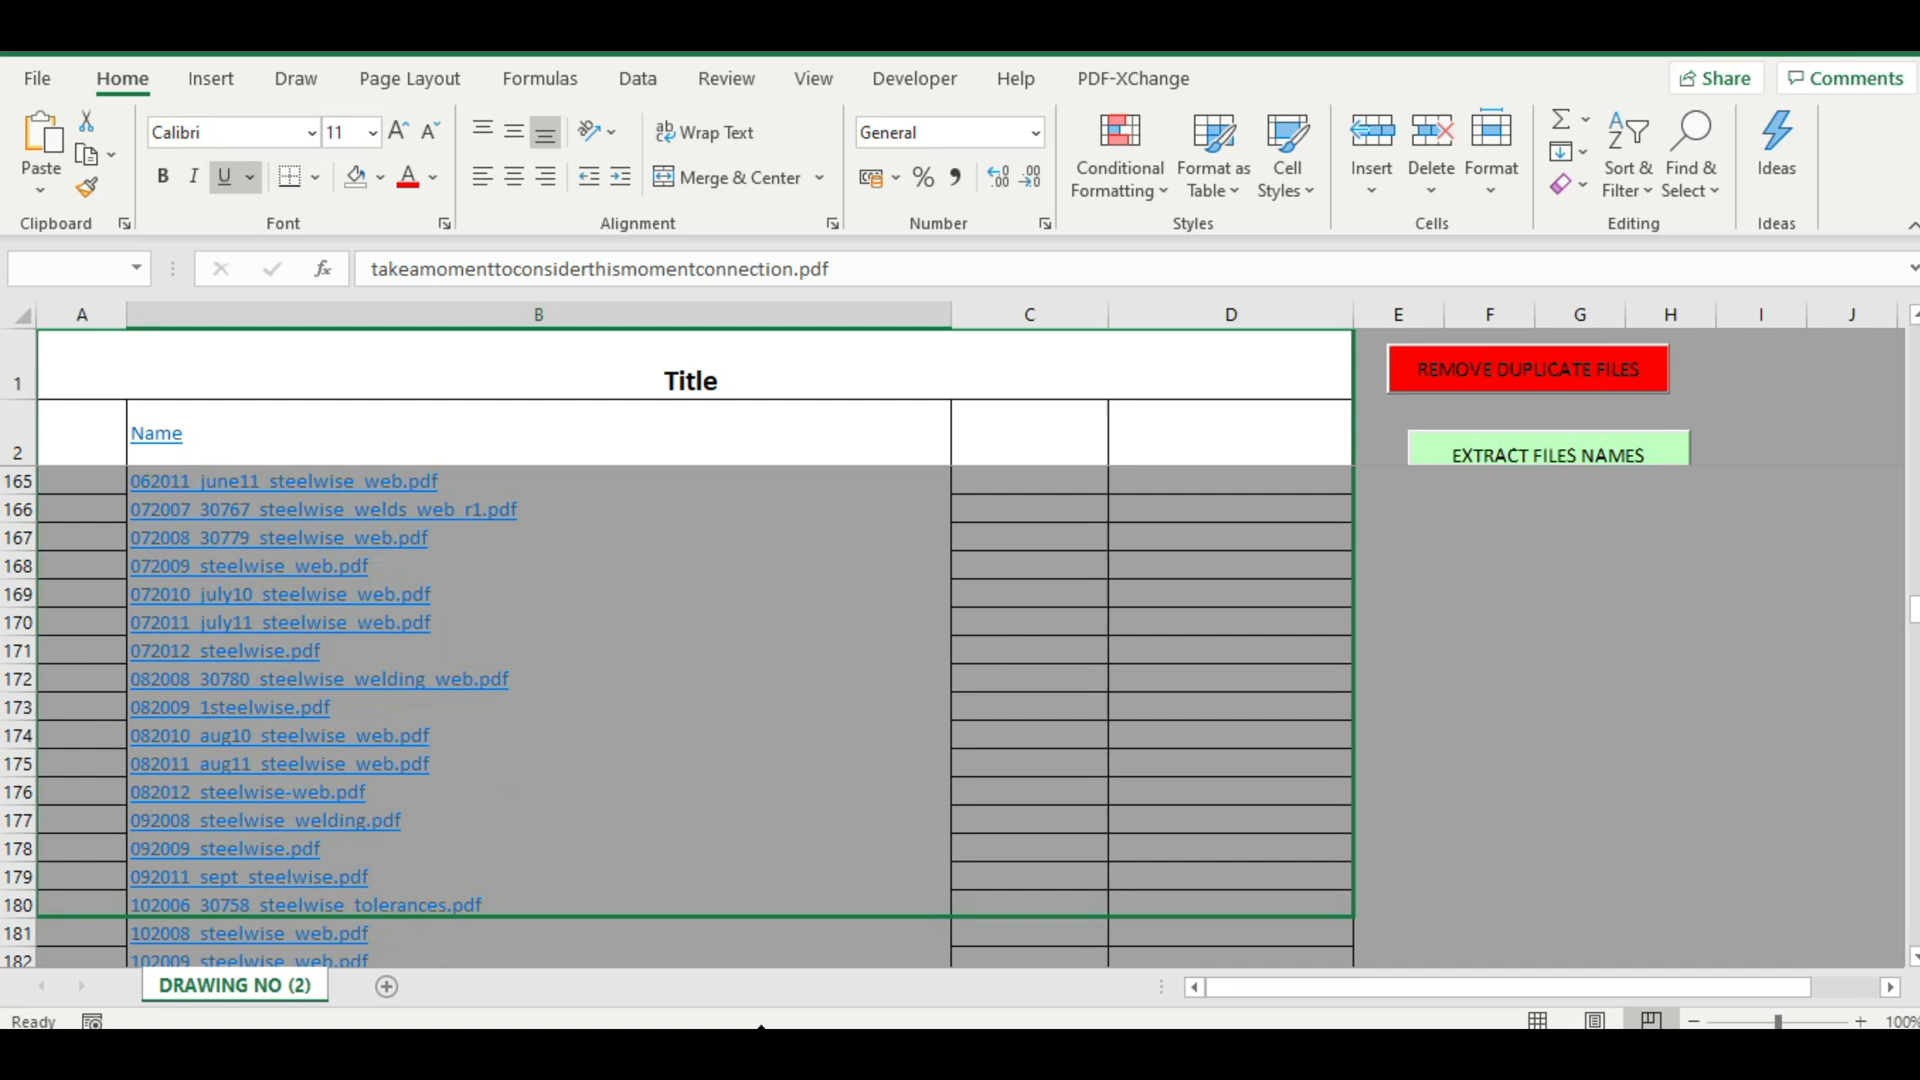 File Home Insert Draw Page Layout Formulas Data Review View Developer Help PDF-XChange Share Comments
Paste Calibri 11 Wrap Text General Conditional Formatting Format as Table Cell Styles Insert Delete Format Sort & Filter Find & Select Ideas
B I U Merge & Center
Clipboard Font Alignment Number Styles Cells Editing Ideas
fx takeamomenttoconsiderthismomentconnection.pdf
A B C D E F G H I J
1 Title REMOVE DUPLICATE FILES
2 Name EXTRACT FILES NAMES
165 062011_june11_steelwise_web.pdf
166 072007_30767_steelwise_welds_web_r1.pdf
167 072008_30779_steelwise_web.pdf
168 072009_steelwise_web.pdf
169 072010_july10_steelwise_web.pdf
170 072011_july11_steelwise_web.pdf
171 072012_steelwise.pdf
172 082008_30780_steelwise_welding_web.pdf
173 082009_1steelwise.pdf
174 082010_aug10_steelwise_web.pdf
175 082011_aug11_steelwise_web.pdf
176 082012_steelwise-web.pdf
177 092008_steelwise_welding.pdf
178 092009_steelwise.pdf
179 092011_sept_steelwise.pdf
180 102006_30758_steelwise_tolerances.pdf
181 102008_steelwise_web.pdf
182 102009_steelwise_web.pdf
DRAWING NO (2)
Ready 100%